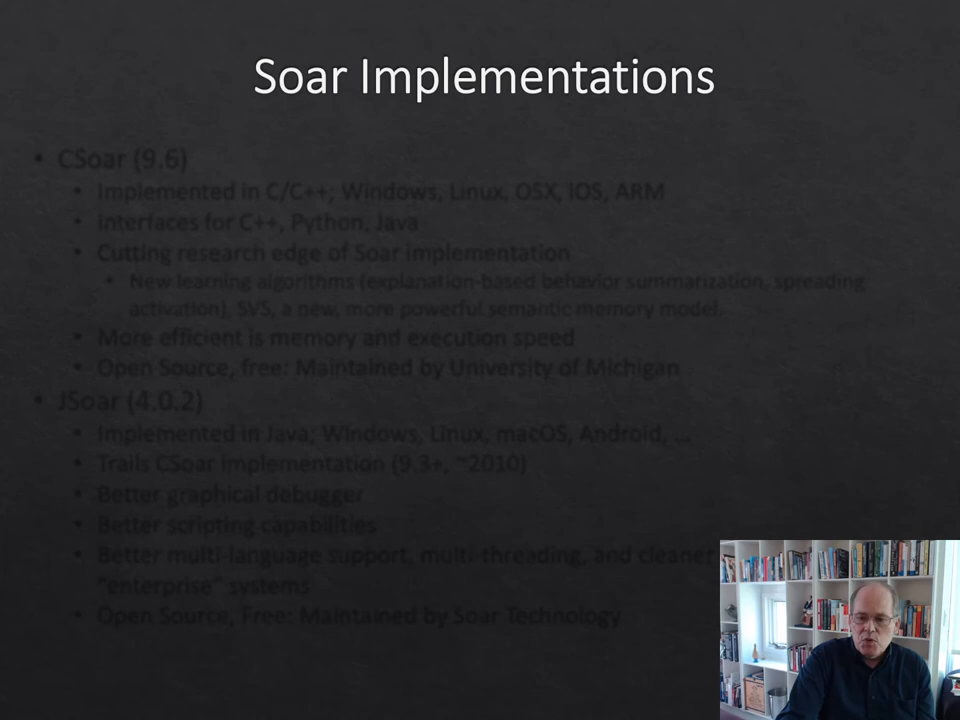 Soar Implementations
• CSoar (9.6)
• Implemented in C/C++; Windows, Linux, OSX, IOS, ARM
• Interfaces for C++, Python, Java
• Cutting research edge of Soar implementation
• New learning algorithms (explanation-based behavior summarization, spreading
activation), SVS, a new, more powerful semantic memory model.
• More efficient is memory and execution speed
• Open Source, free: Maintained by University of Michigan
• JSoar (4.0.2)
• Implemented in Java; Windows, Linux, macOS, Android, …
• Trails CSoar implementation (9.3+, ~2010)
• Better graphical debugger
• Better scripting capabilities
• Better multi-language support, multi-threading, and cleaner
"enterprise" systems
• Open Source, Free: Maintained by Soar Technology